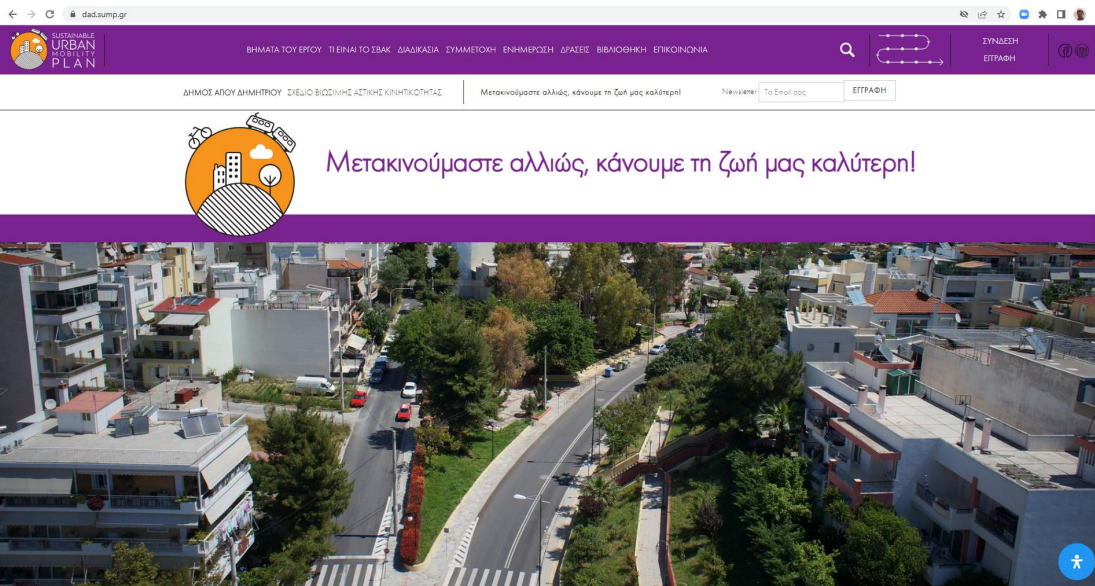 dad.sump.gr
SUSTAINABLE
URBAN
MOBILITY
PLAN
ΒΗΜΑΤΑ ΤΟΥ ΕΡΓΟΥ ΤΙ ΕΙΝΑΙ ΤΟ ΣΒΑΚ ΔΙΑΔΙΚΑΣΙΑ ΣΥΜΜΕΤΟΧΗ ΕΝΗΜΕΡΩΣΗ ΔΡΑΣΕΙΣ ΒΙΒΛΙΟΘΗΚΗ ΕΠΙΚΟΙΝΩΝΙΑ
ΣΥΝΔΕΣΗ
ΕΓΓΡΑΦΗ
ΔΗΜΟΣ ΑΓΙΟΥ ΔΗΜΗΤΡΙΟΥ ΣΧΕΔΙΟ ΒΙΩΣΙΜΗΣ ΑΣΤΙΚΗΣ ΚΙΝΗΤΙΚΟΤΗΤΑΣ
Μετακινούμαστε αλλιώς, κάνουμε τη ζωή μας καλύτερη!
Newsletter Το Email σας ΕΓΓΡΑΦΗ
Μετακινούμαστε αλλιώς, κάνουμε τη ζωή μας καλύτερη!